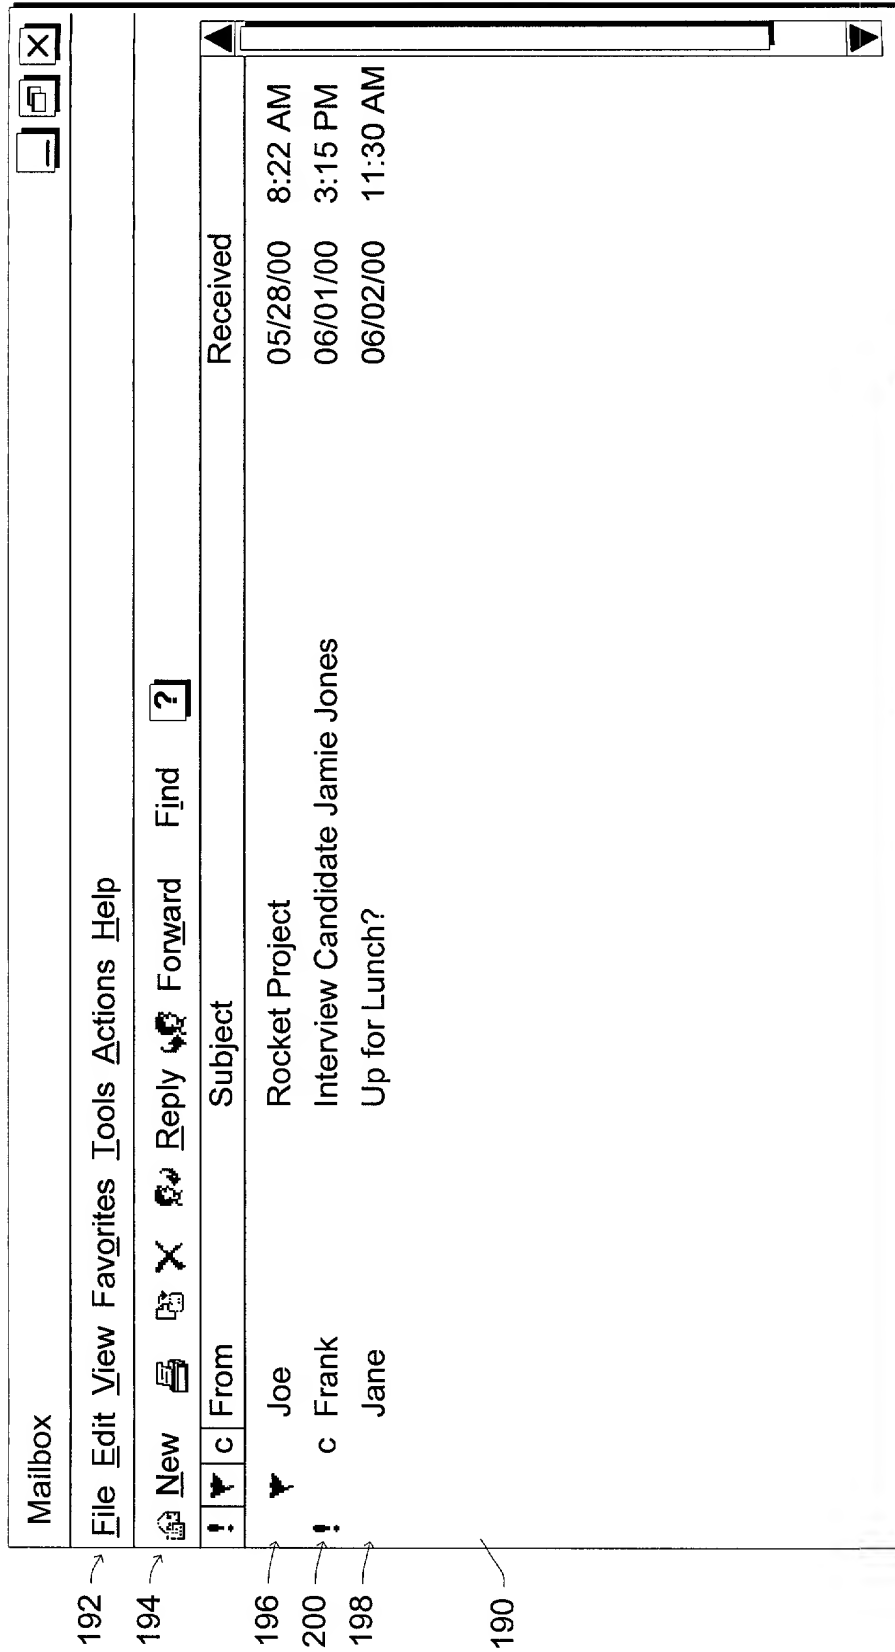 Mailbox
192 File Edit View Favorites Tools Actions Help
194 New Reply Forward Find ?
! c From Subject Received
196 Joe Rocket Project 05/28/00 8:22 AM
200 ! c Frank Interview Candidate Jamie Jones 06/01/00 3:15 PM
198 Jane Up for Lunch? 06/02/00 11:30 AM
190